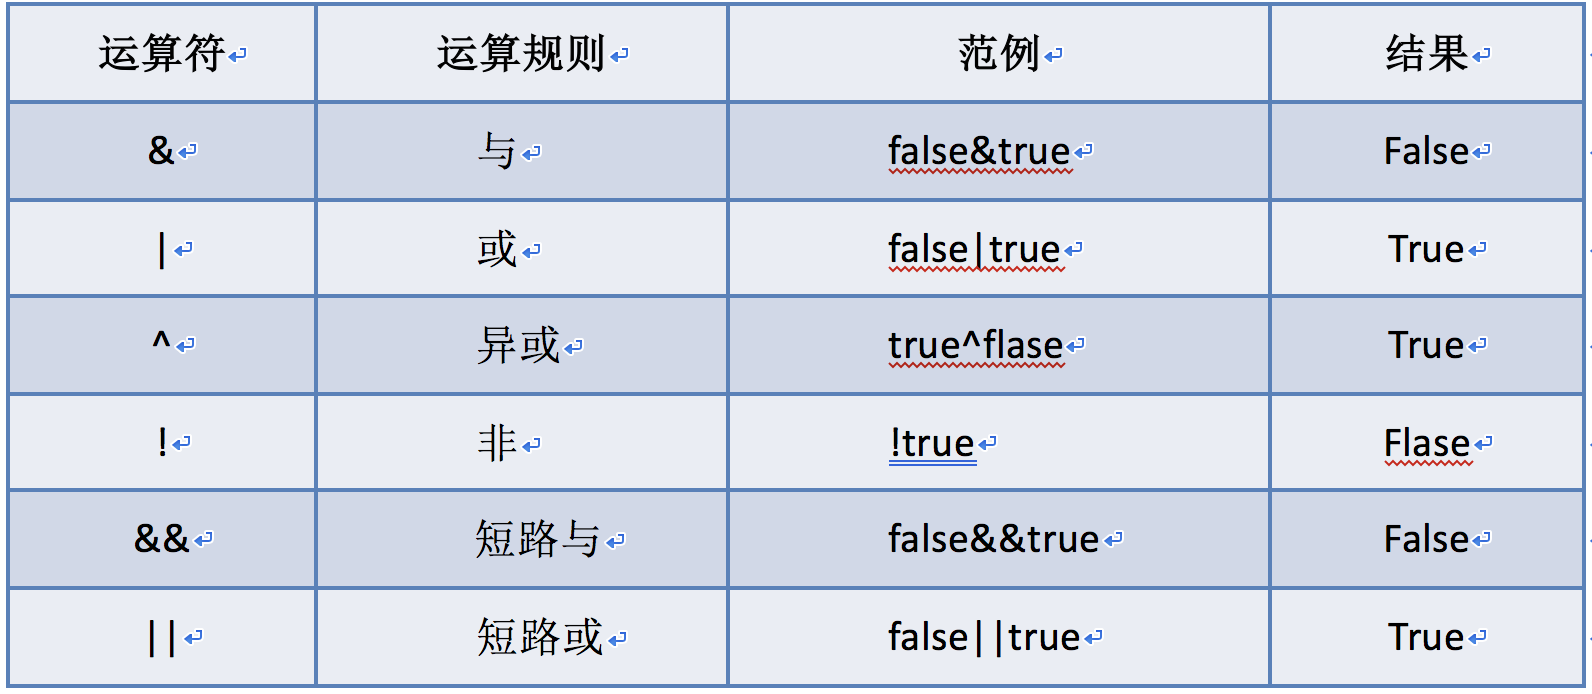 运算符 运算规则 范例 结果
& 与 false&true False
| 或 false|true True
^ 异或 true^flase True
! 非 !true Flase
&& 短路与 false&&true False
|| 短路或 false||true True